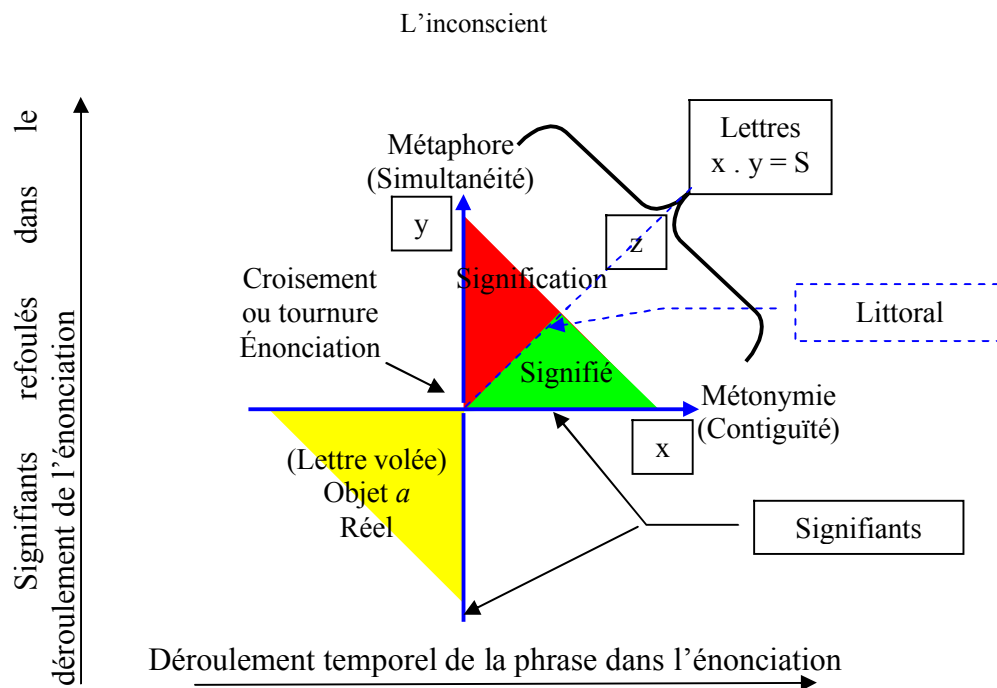 L’inconscient
Signifiants refoulés dans le
déroulement de l’énonciation
Métaphore
(Simultanéité)
Lettres
x . y = S
y
z
Croisement
ou tournure
Énonciation
Signification
Littoral
Signifié
Métonymie
(Contiguïté)
x
(Lettre volée)
Objet a
Réel
Signifiants
Déroulement temporel de la phrase dans l’énonciation